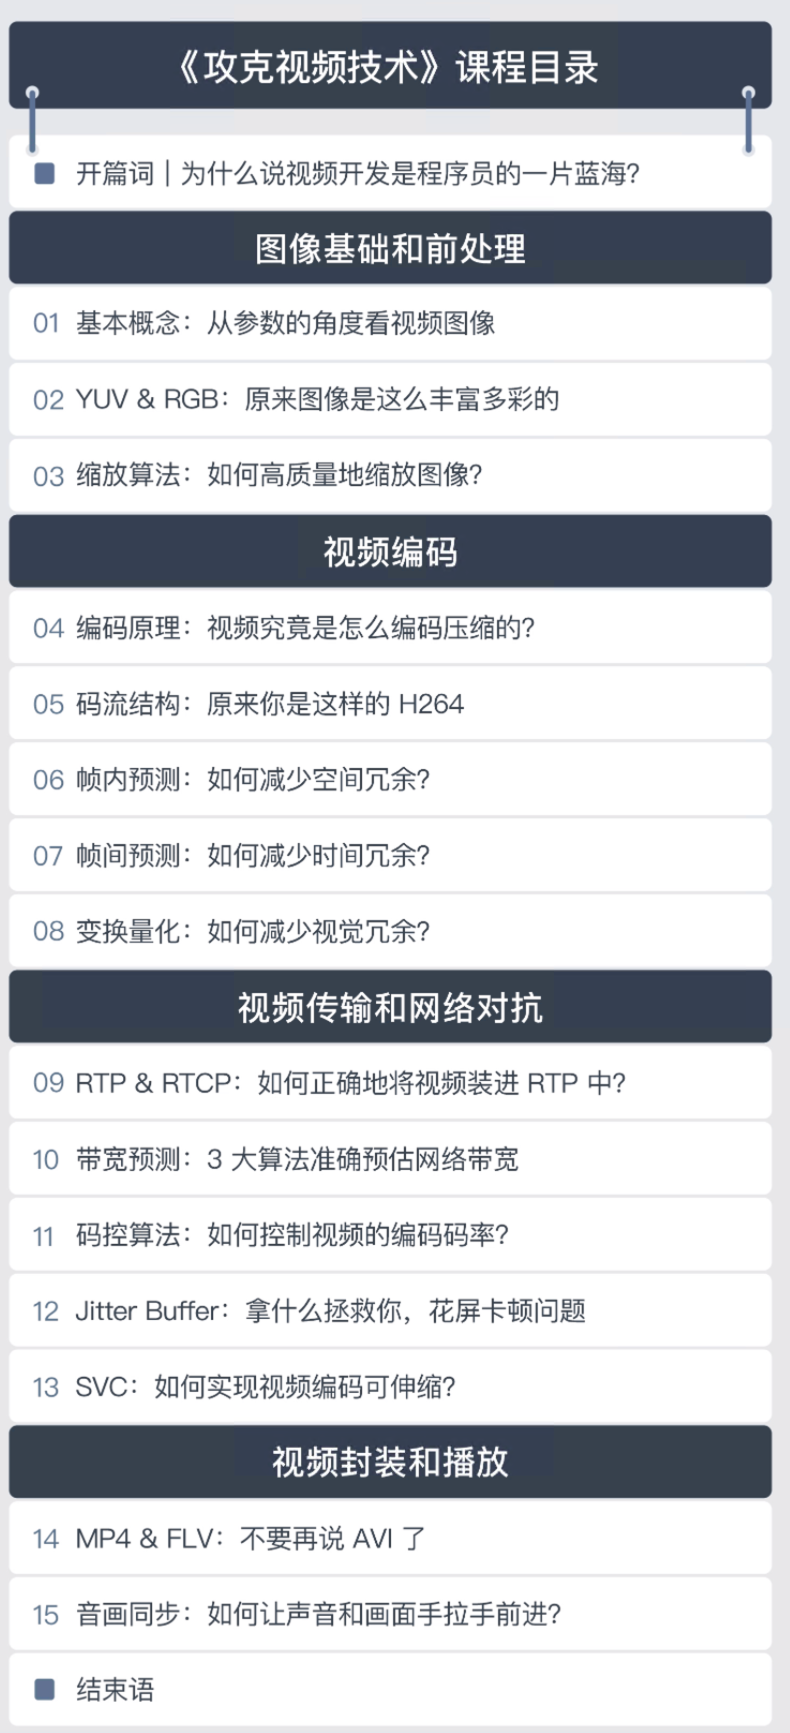 《攻克视频技术》课程目录
开篇词｜为什么说视频开发是程序员的一片蓝海?
图像基础和前处理
01 基本概念：从参数的角度看视频图像
02 YUV & RGB：原来图像是这么丰富多彩的
03 缩放算法：如何高质量地缩放图像?
视频编码
04 编码原理：视频究竟是怎么编码压缩的?
05 码流结构：原来你是这样的 H264
06 帧内预测：如何减少空间冗余?
07 帧间预测：如何减少时间冗余?
08 变换量化：如何减少视觉冗余?
视频传输和网络对抗
09 RTP & RTCP：如何正确地将视频装进 RTP 中?
10 带宽预测：3 大算法准确预估网络带宽
11 码控算法：如何控制视频的编码码率?
12 Jitter Buffer：拿什么拯救你，花屏卡顿问题
13 SVC：如何实现视频编码可伸缩?
视频封装和播放
14 MP4 & FLV：不要再说 AVI 了
15 音画同步：如何让声音和画面手拉手前进?
结束语